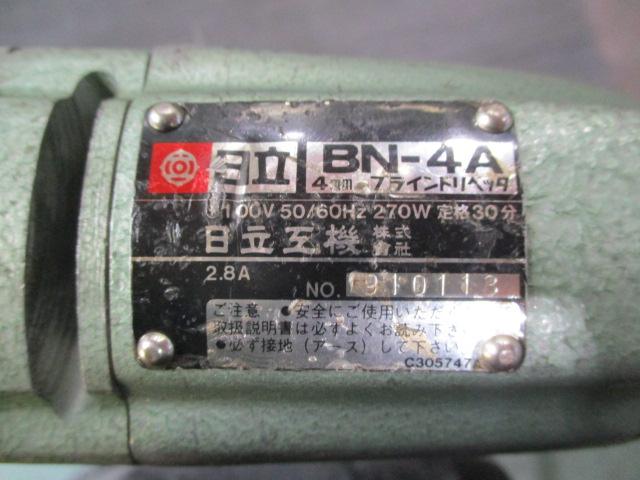 日立 BN-4A
4mm ブラインドリベッタ
100V 50/60Hz 270W 定格30分
日立工機 株式會社
2.8A
NO. 910113
ご注意 ●安全にご使用いただく
取扱説明書は必ずよくお読み下さ
●必ず接地(アース)して下さい
C305747